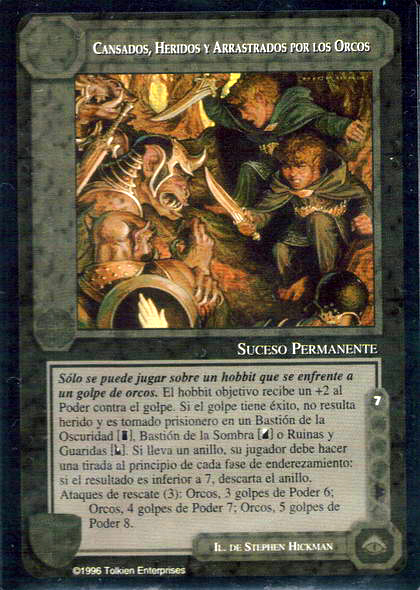 CANSADOS, HERIDOS Y ARRASTRADOS POR LOS ORCOS
SUCESO PERMANENTE
Sólo se puede jugar sobre un hobbit que se enfrente a
un golpe de orcos. El hobbit objetivo recibe un +2 al
Poder contra el golpe. Si el golpe tiene éxito, no resulta
herido y es tomado prisionero en un Bastión de la
Oscuridad [], Bastión de la Sombra [] o Ruinas y
Guaridas []. Si lleva un anillo, su jugador debe hacer
una tirada al principio de cada fase de enderezamiento:
si el resultado es inferior a 7, descarta el anillo.
Ataques de rescate (3): Orcos, 3 golpes de Poder 6;
Orcos, 4 golpes de Poder 7; Orcos, 5 golpes de
Poder 8.
7
IL. DE STEPHEN HICKMAN
©1996 Tolkien Enterprises